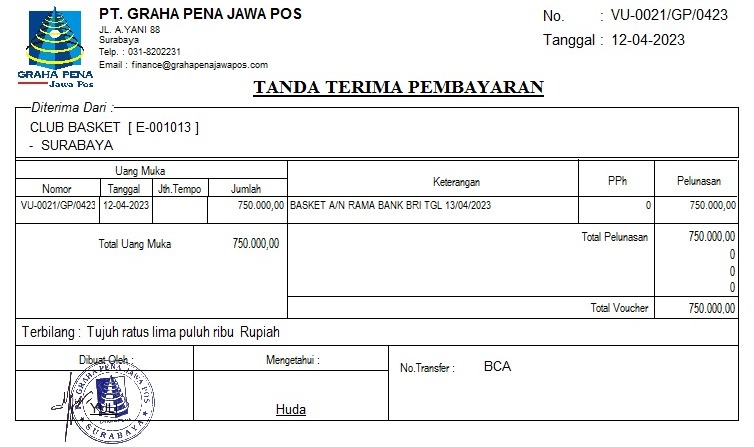 GRAHA PENA
Jawa Pos
PT. GRAHA PENA JAWA POS
JL. A.YANI 88
Surabaya
Telp. : 031-8202231
Email : finance@grahapenajawapos.com
No. : VU-0021/GP/0423
Tanggal : 12-04-2023
TANDA TERIMA PEMBAYARAN
Diterima Dari :
CLUB BASKET [ E-001013 ]
- SURABAYA
Uang Muka Keterangan PPh Pelunasan
Nomor Tanggal Jth.Tempo Jumlah
VU-0021/GP/0423 12-04-2023 750.000,00 BASKET A/N RAMA BANK BRI TGL 13/04/2023 0 750.000,00
Total Uang Muka 750.000,00 Total Pelunasan 750.000,00
0
0
0
Total Voucher 750.000,00
Terbilang : Tujuh ratus lima puluh ribu Rupiah
Dibuat Oleh : Mengetahui : No.Transfer : BCA
GRAHA PENA JAWA POS
SURABAYA
Huda